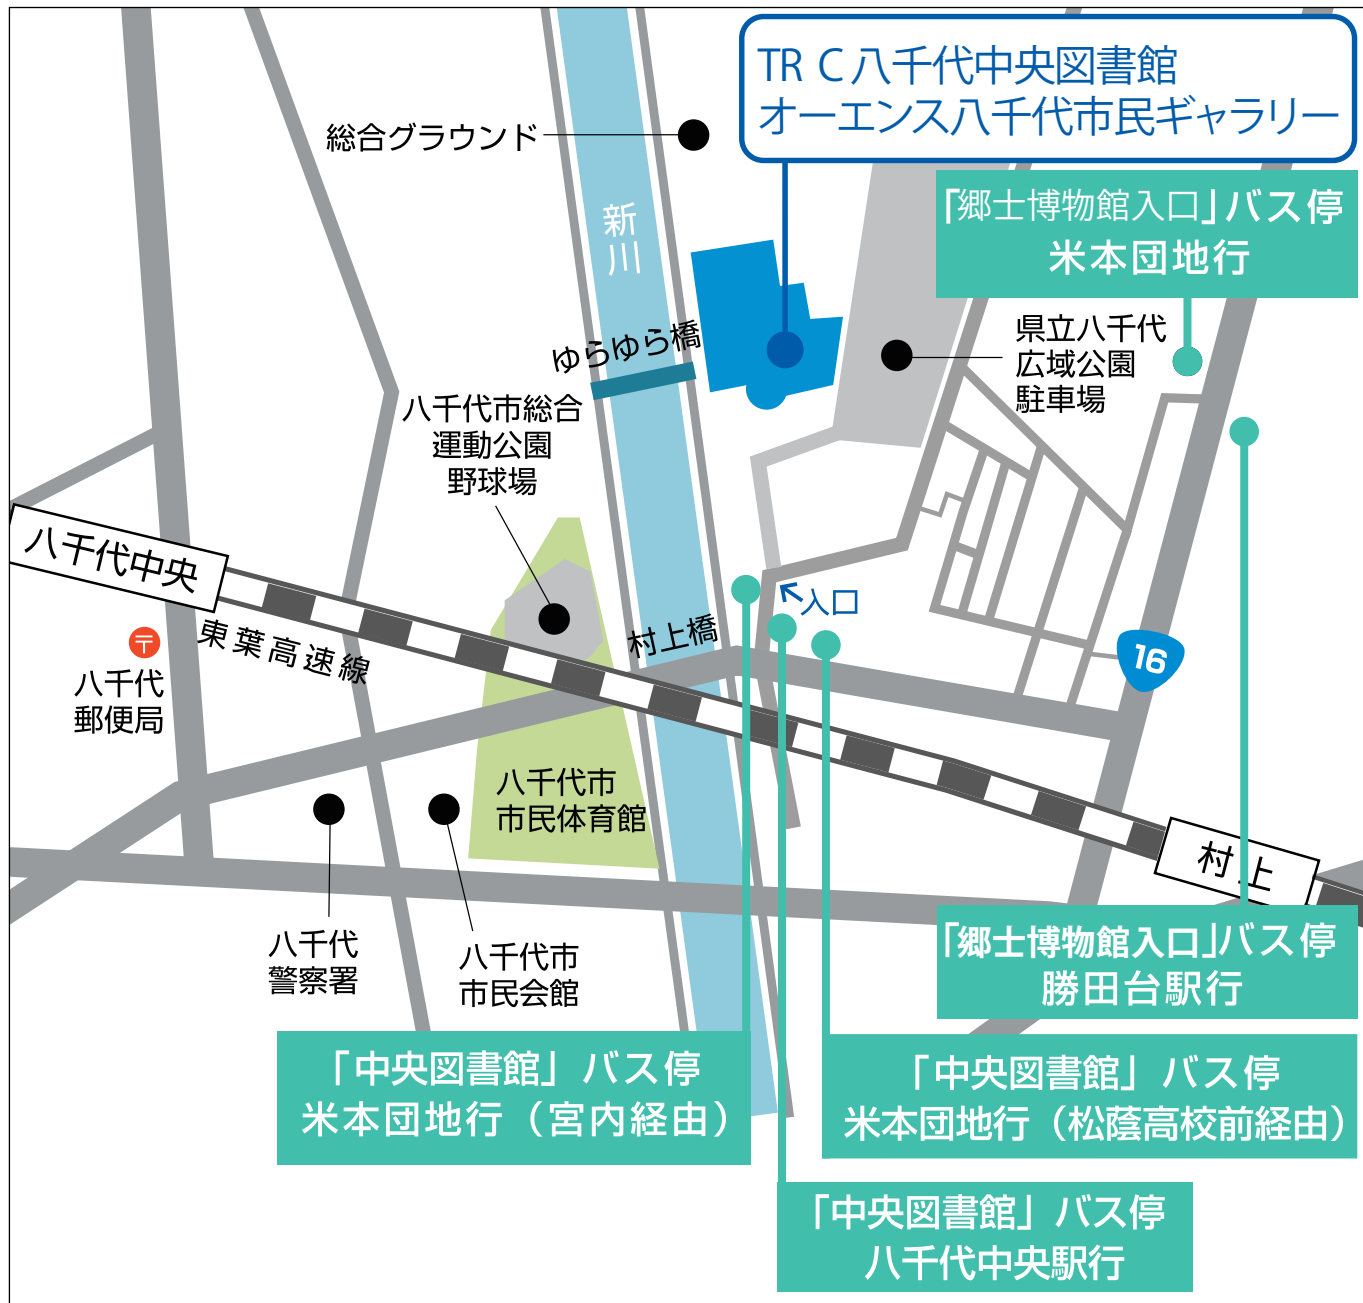 TRC八千代中央図書館
オーエンス八千代市民ギャラリー
総合グラウンド
「郷土博物館入口」バス停
米本団地行
新川
県立八千代
広域公園
駐車場
ゆらゆら橋
八千代市総合
運動公園
野球場
八千代中央
東葉高速線
村上橋
入口
16
〒
八千代
郵便局
八千代市
市民体育館
村上
八千代
警察署
八千代市
市民会館
「郷土博物館入口」バス停
勝田台駅行
「中央図書館」バス停
米本団地行（宮内経由）
「中央図書館」バス停
米本団地行（松蔭高校前経由）
「中央図書館」バス停
八千代中央駅行